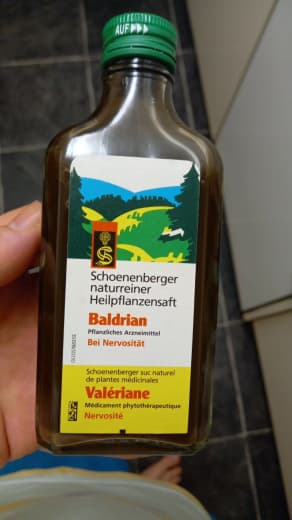 AUF
Schoenenberger
naturreiner
Heilpflanzensaft
Baldrian
Pflanzliches Arzneimittel
Bei Nervosität
Schoenenberger suc naturel
de plantes médicinales
Valériane
Médicament phytothérapeutique
Nervosité